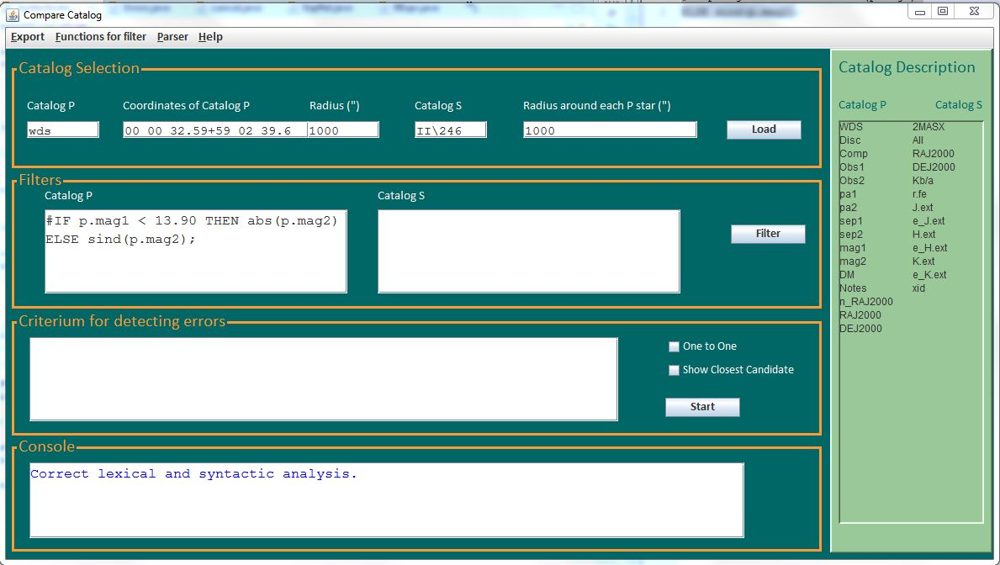 Compare Catalog
Export Functions for filter Parser Help
Catalog Selection
Catalog P Coordinates of Catalog P Radius (") Catalog S Radius around each P star (")
wds 00 00 32.59+59 02 39.6 1000 II\246 1000 Load
Filters
Catalog P Catalog S
#IF p.mag1 < 13.90 THEN abs(p.mag2)
ELSE sind(p.mag2);
Filter
Criterium for detecting errors
One to One
Show Closest Candidate
Start
Console
Correct lexical and syntactic analysis.
Catalog Description
Catalog P Catalog S
WDS 2MASX
Disc All
Comp RAJ2000
Obs1 DEJ2000
Obs2 Kb/a
pa1 r.fe
pa2 J.ext
sep1 e_J.ext
sep2 H.ext
mag1 e_H.ext
mag2 K.ext
DM e_K.ext
Notes xid
n_RAJ2000
RAJ2000
DEJ2000